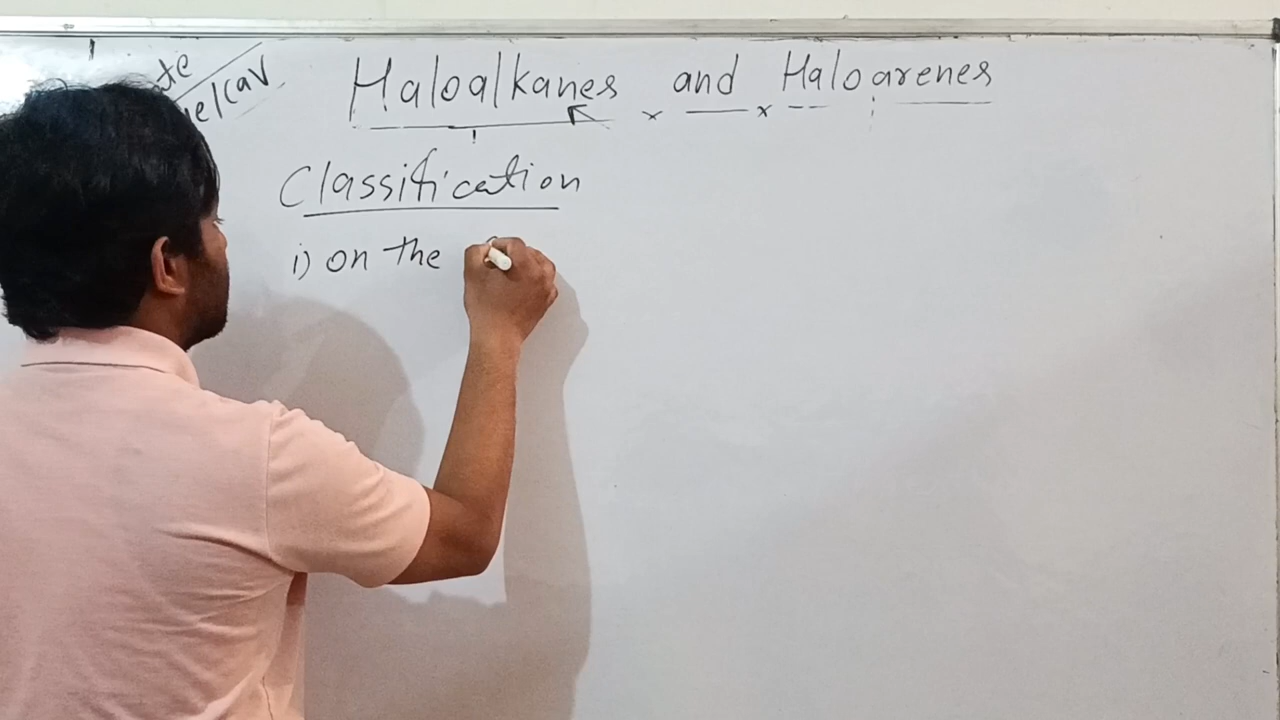 Haloalkanes and Haloarenes
Classification
i) on the